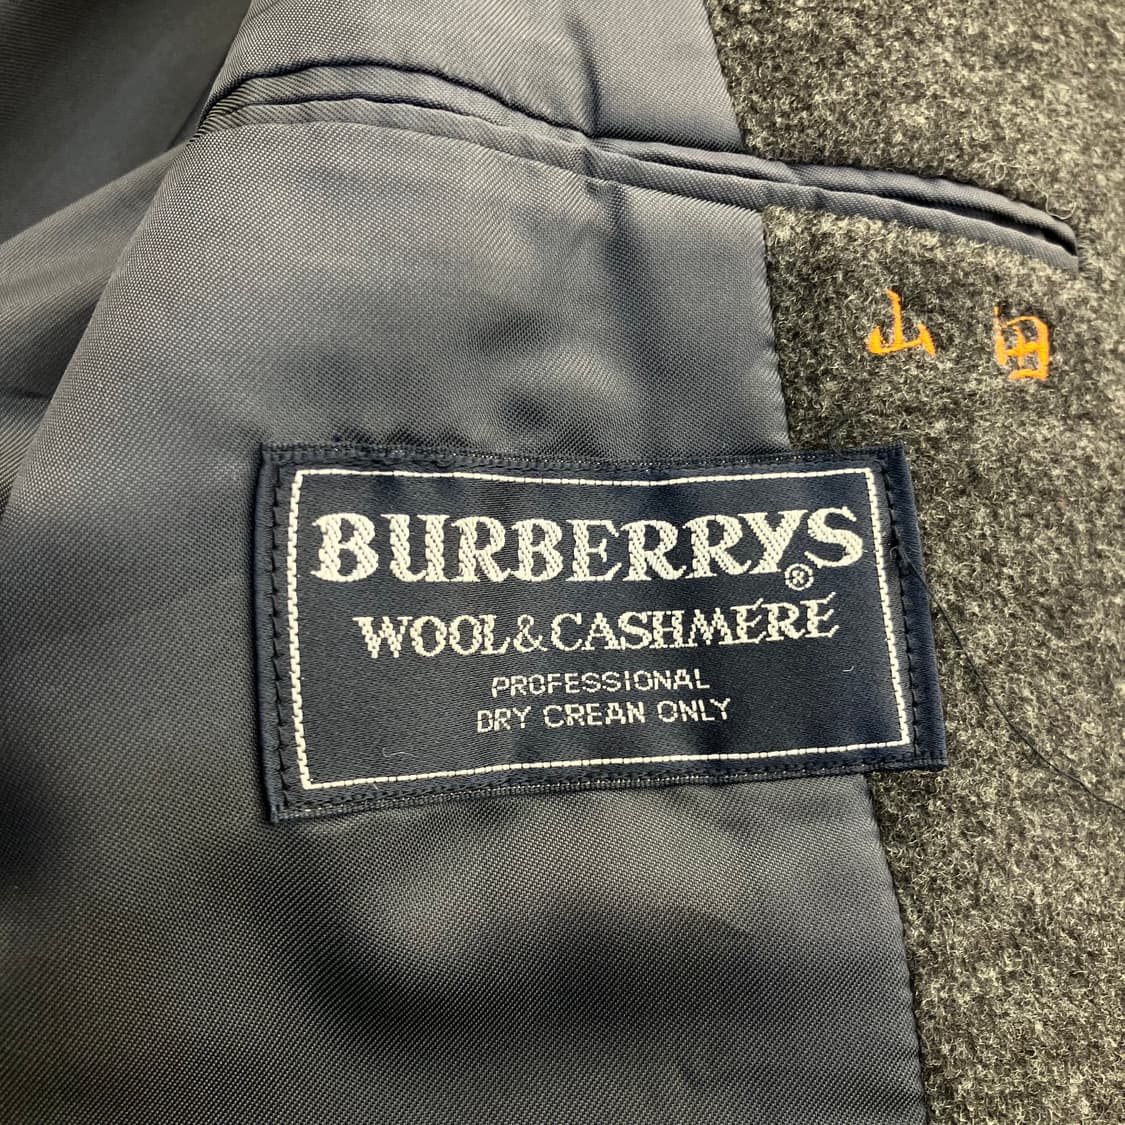 山田
BURBERRYS®
WOOL&CASHMERE
PROFESSIONAL
DRY CREAN ONLY